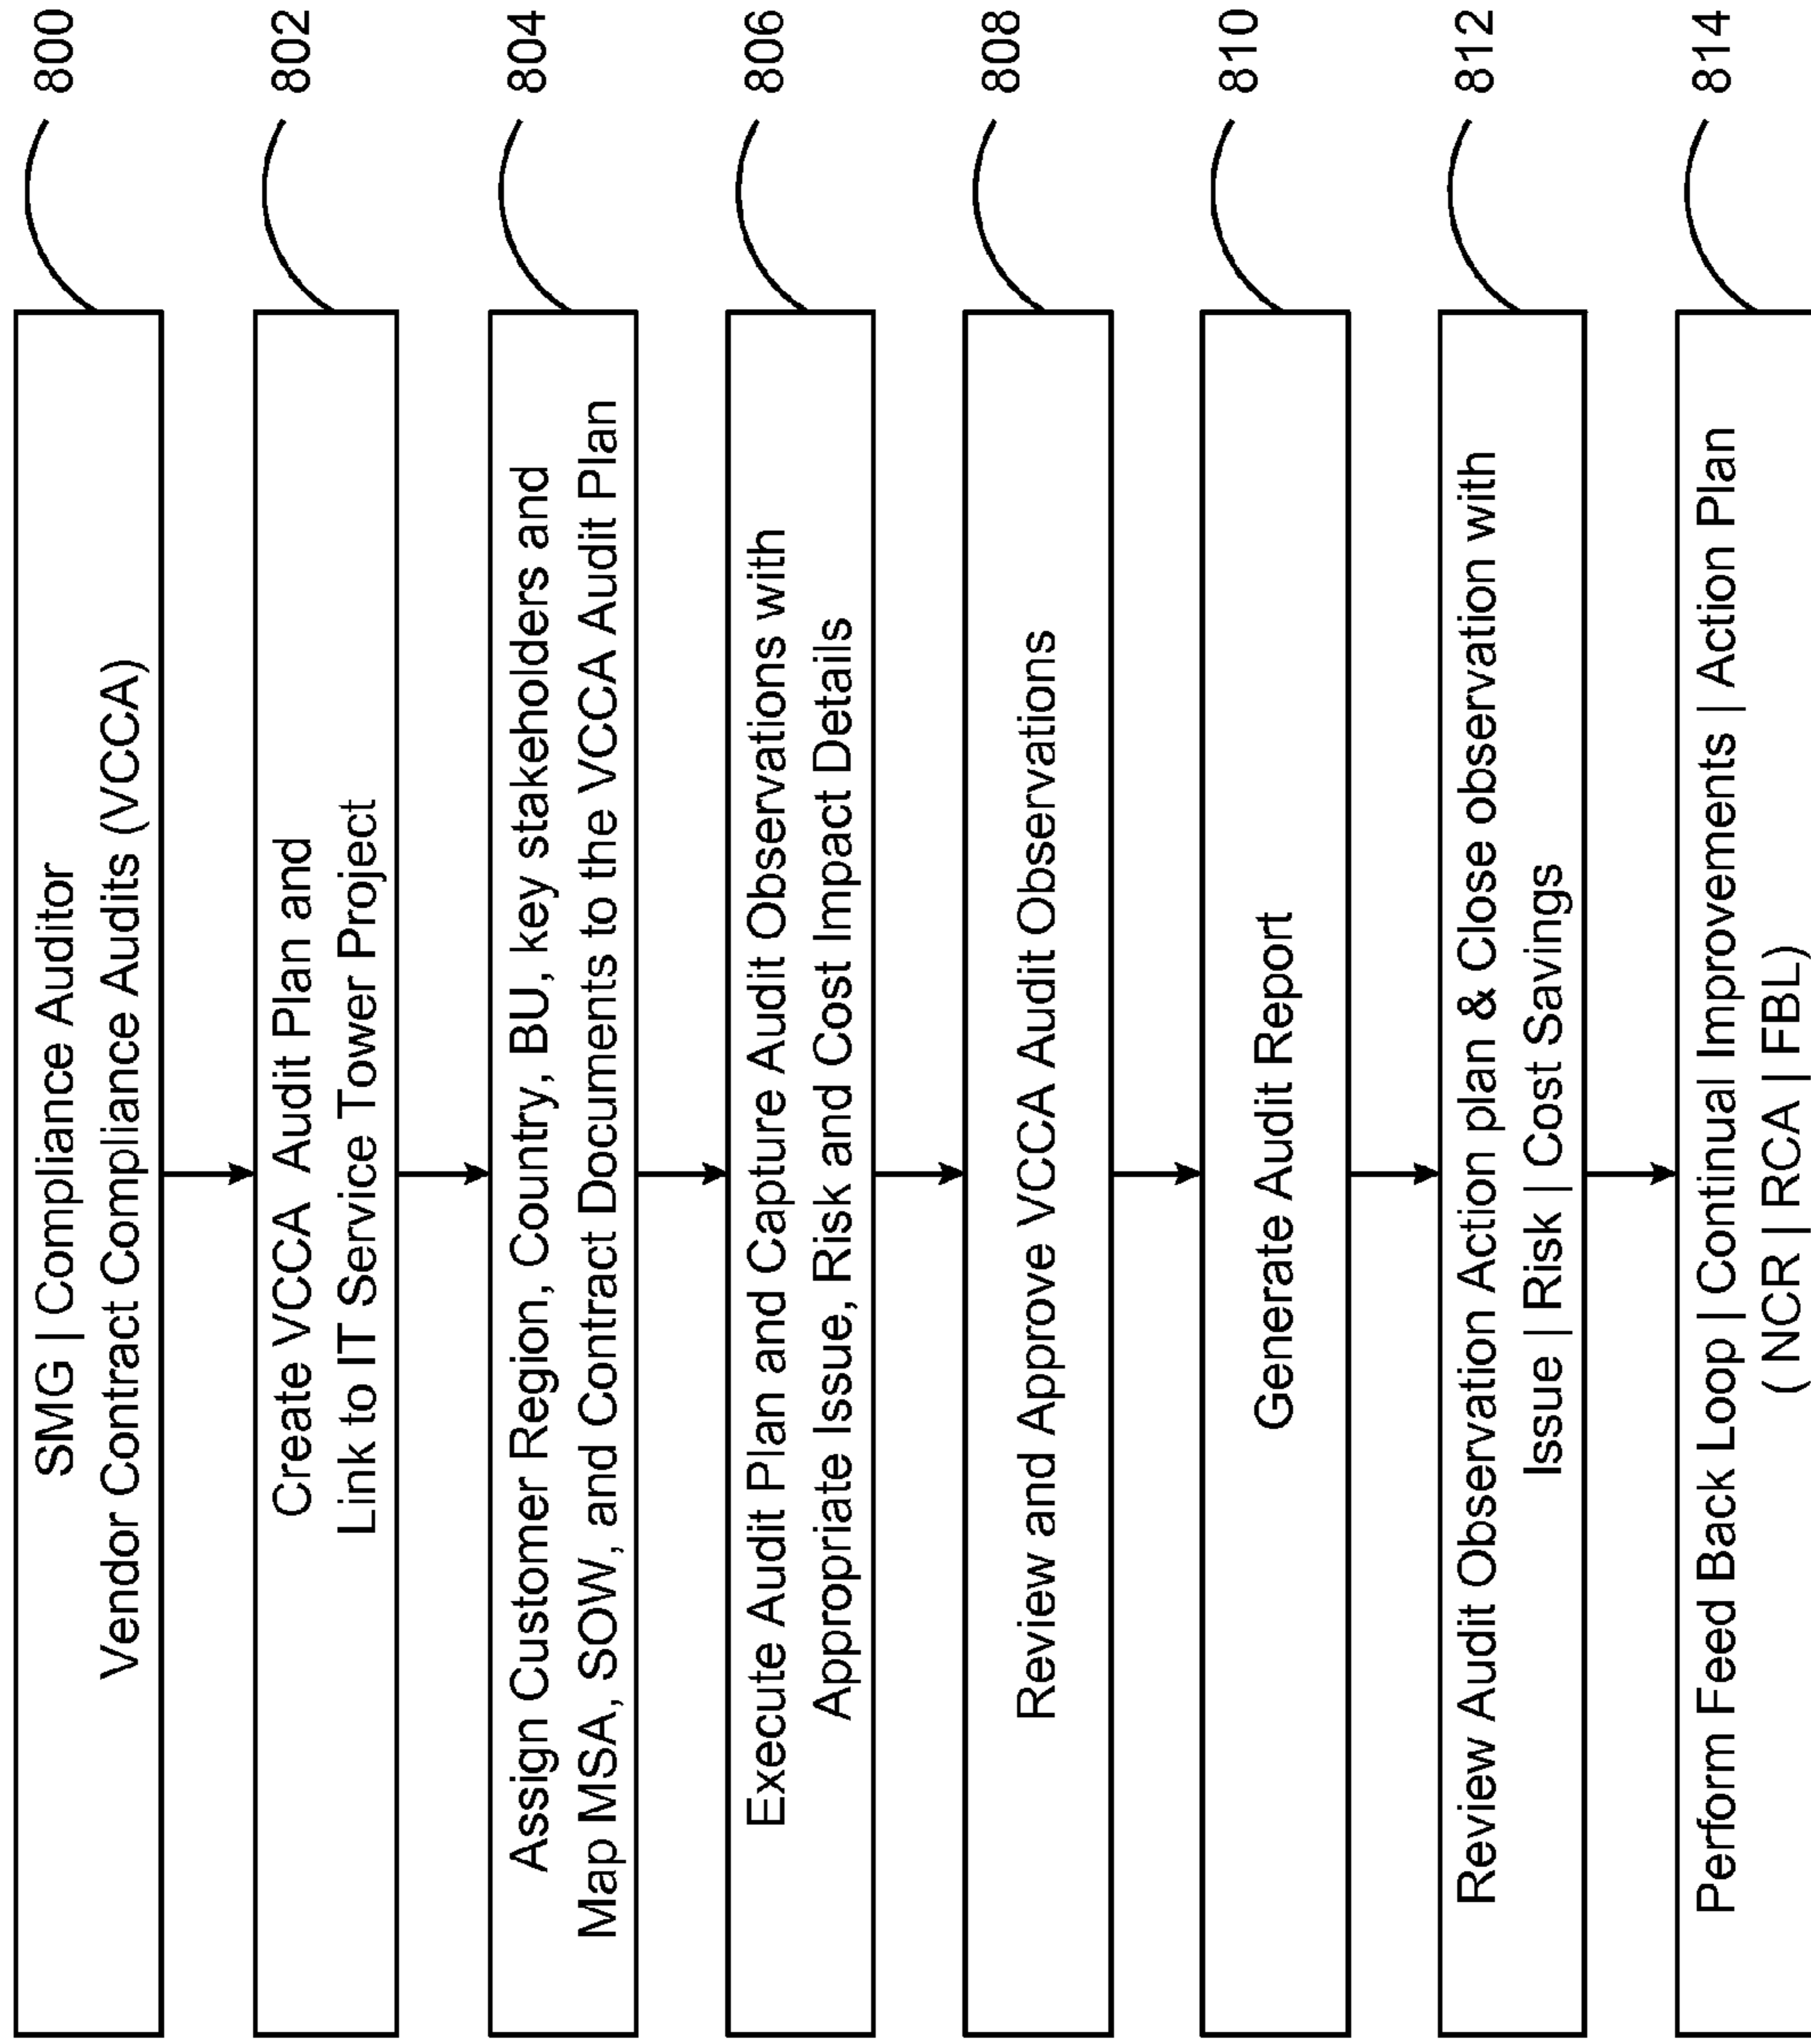 800
SMG | Compliance Auditor
Vendor Contract Compliance Audits (VCCA)
802
Create VCCA Audit Plan and
Link to IT Service Tower Project
804
Assign Customer Region, Country, BU, key stakeholders and
Map MSA, SOW, and Contract Documents to the VCCA Audit Plan
806
Execute Audit Plan and Capture Audit Observations with
Appropriate Issue, Risk and Cost Impact Details
808
Review and Approve VCCA Audit Observations
810
Generate Audit Report
812
Review Audit Observation Action plan & Close observation with
Issue | Risk | Cost Savings
814
Perform Feed Back Loop | Continual Improvements | Action Plan
( NCR | RCA | FBL)